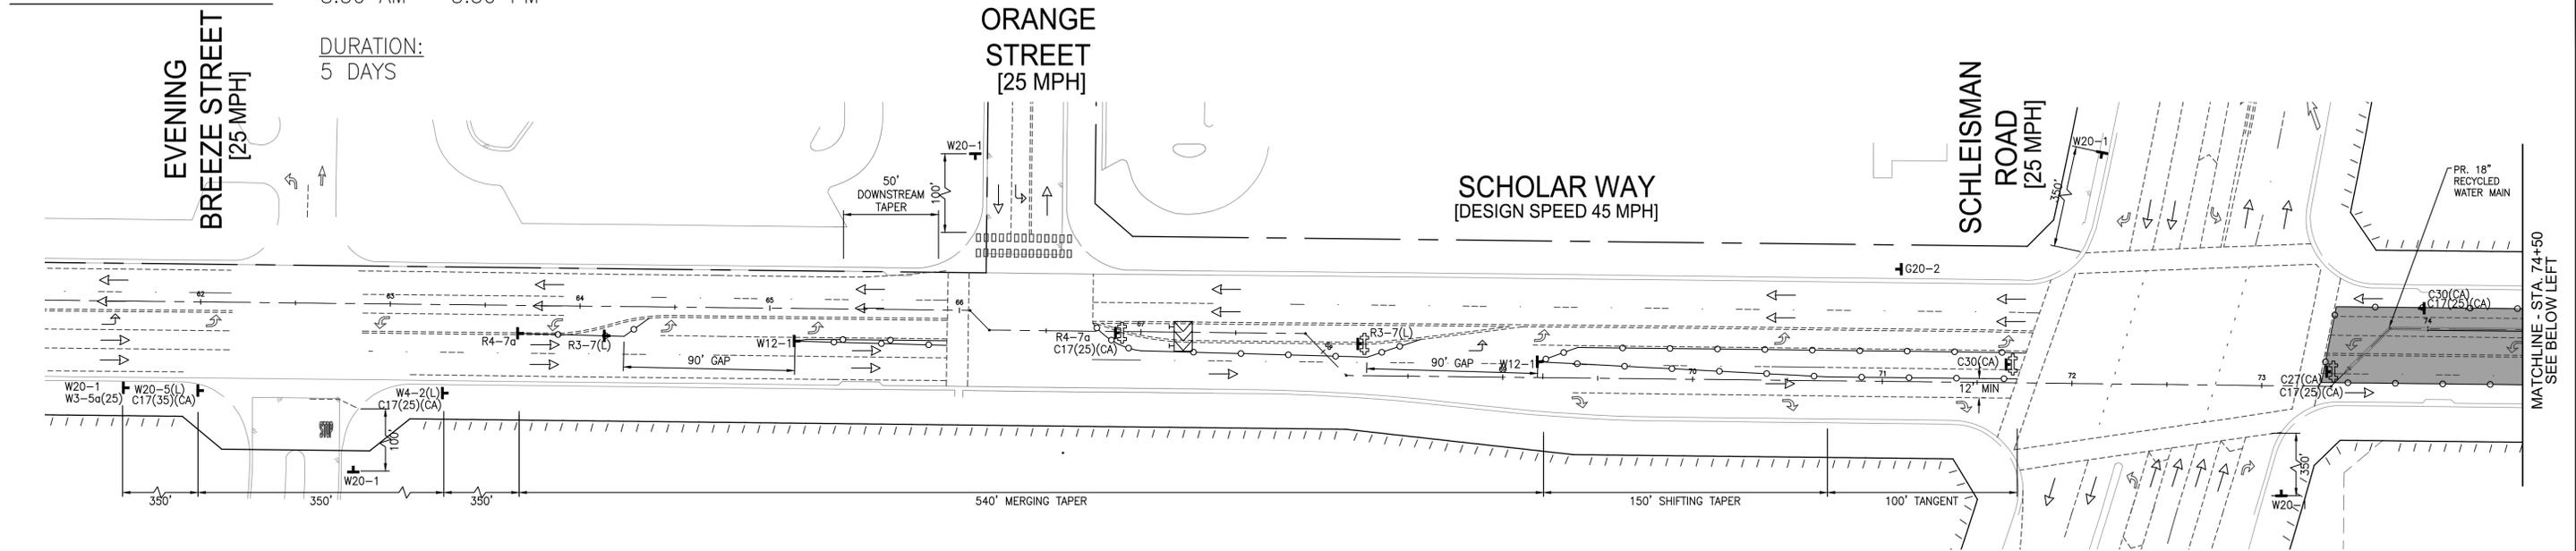 DURATION:
5 DAYS
EVENING
BREEZE STREET
[25 MPH]
ORANGE
STREET
[25 MPH]
SCHLEISMAN
ROAD
[25 MPH]
SCHOLAR WAY
[DESIGN SPEED 45 MPH]
W20-1
50'
DOWNSTREAM
TAPER
100'
W20-1
350'
PR. 18"
RECYCLED
WATER MAIN
G20-2
MATCHLINE - STA. 74+50
SEE BELOW LEFT
62
63
64
65
66
67
70
71
72
73
74
C30(CA)
C17(25)(CA)
R4-7a
R3-7(L)
90' GAP
W12-1
R4-7a
C17(25)(CA)
R3-7(L)
90' GAP
W12-1
C30(CA)
12' MIN
C27(CA)
C17(25)(CA)
W20-1
W3-5a(25)
W20-5(L)
C17(35)(CA)
W4-2(L)
C17(25)(CA)
100'
STOP
W20-1
350'
W20-1
350'
350'
350'
540' MERGING TAPER
150' SHIFTING TAPER
100' TANGENT